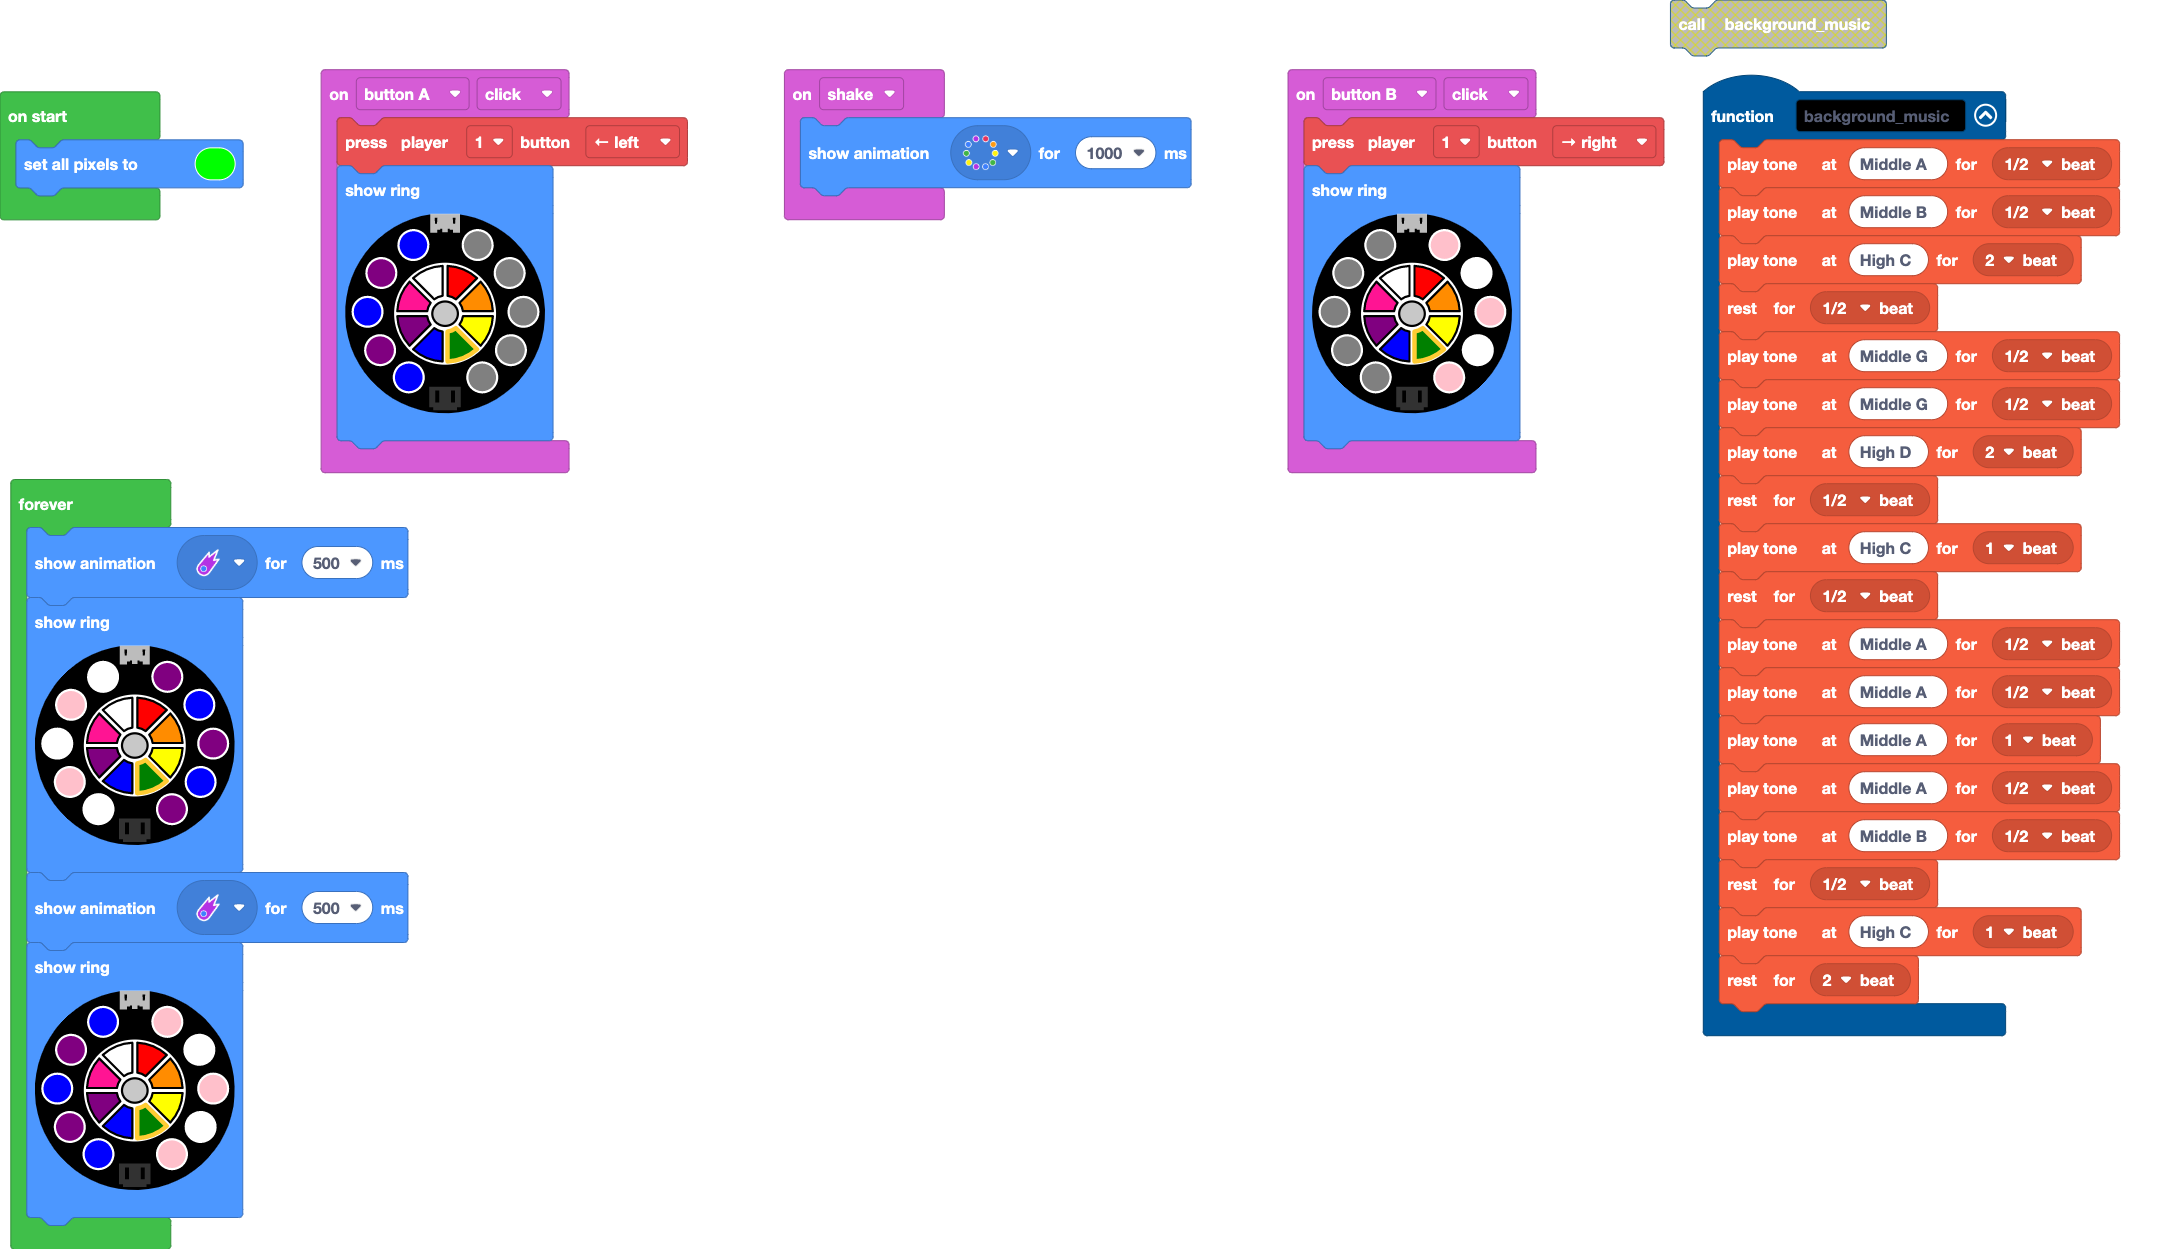 on start
set all pixels to
on button A click
press player 1 button ← left
show ring
on shake
show animation for 1000 ms
on button B click
press player 1 button → right
show ring
forever
show animation for 500 ms
show ring
show animation for 500 ms
show ring
call background_music
function background_music
play tone at Middle A for 1/2 beat
play tone at Middle B for 1/2 beat
play tone at High C for 2 beat
rest for 1/2 beat
play tone at Middle G for 1/2 beat
play tone at Middle G for 1/2 beat
play tone at High D for 2 beat
rest for 1/2 beat
play tone at High C for 1 beat
rest for 1/2 beat
play tone at Middle A for 1/2 beat
play tone at Middle A for 1/2 beat
play tone at Middle A for 1 beat
play tone at Middle A for 1/2 beat
play tone at Middle B for 1/2 beat
rest for 1/2 beat
play tone at High C for 1 beat
rest for 2 beat